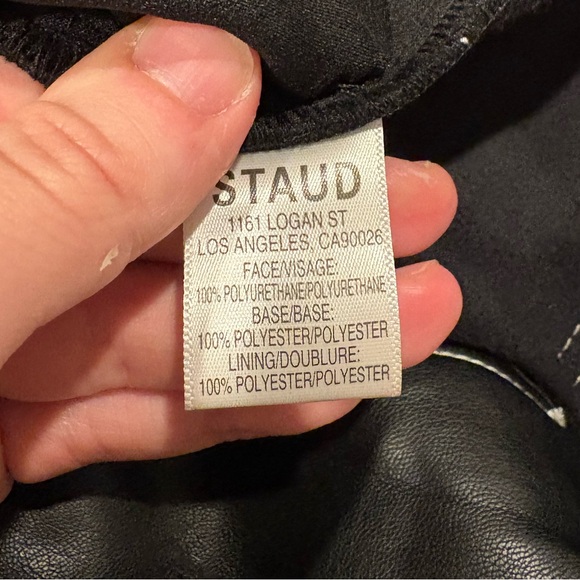 STAUD
1161 LOGAN ST
LOS ANGELES, CA90026
FACE/VISAGE:
100% POLYURETHANE/POLYURETHANE
BASE/BASE:
100% POLYESTER/POLYESTER
LINING/DOUBLURE:
100% POLYESTER/POLYESTER